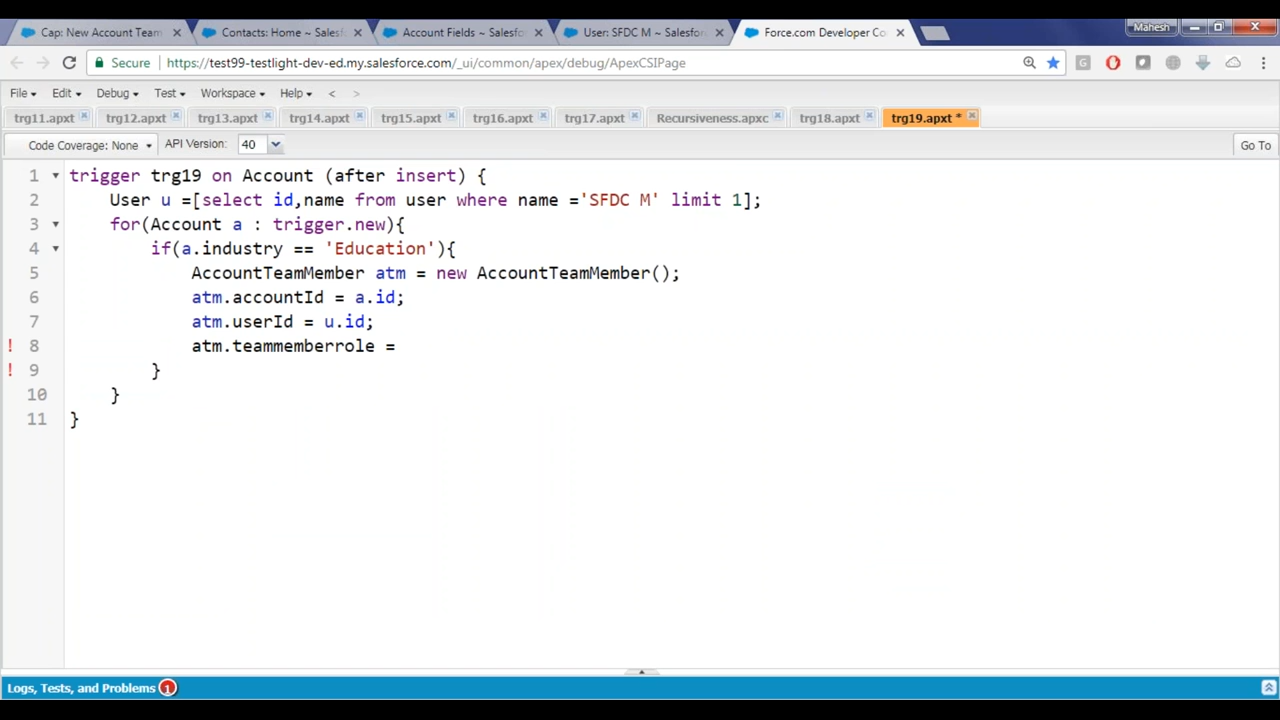 Cap: New Account Team
Contacts: Home ~ Salesf
Account Fields ~ Salesfo
User: SFDC M ~ Salesfor
Force.com Developer Co
Mahesh
Secure
https://test99-testlight-dev-ed.my.salesforce.com/_ui/common/apex/debug/ApexCSIPage
File Edit Debug Test Workspace Help < >
trg11.apxt trg12.apxt trg13.apxt trg14.apxt trg15.apxt trg16.apxt trg17.apxt Recursiveness.apxc trg18.apxt trg19.apxt *
Code Coverage: None API Version: 40 Go To
1 trigger trg19 on Account (after insert) {
2 User u =[select id,name from user where name ='SFDC M' limit 1];
3 for(Account a : trigger.new){
4 if(a.industry == 'Education'){
5 AccountTeamMember atm = new AccountTeamMember();
6 atm.accountId = a.id;
7 atm.userId = u.id;
! 8 atm.teammemberrole =
! 9 }
10 }
11 }
Logs, Tests, and Problems 1